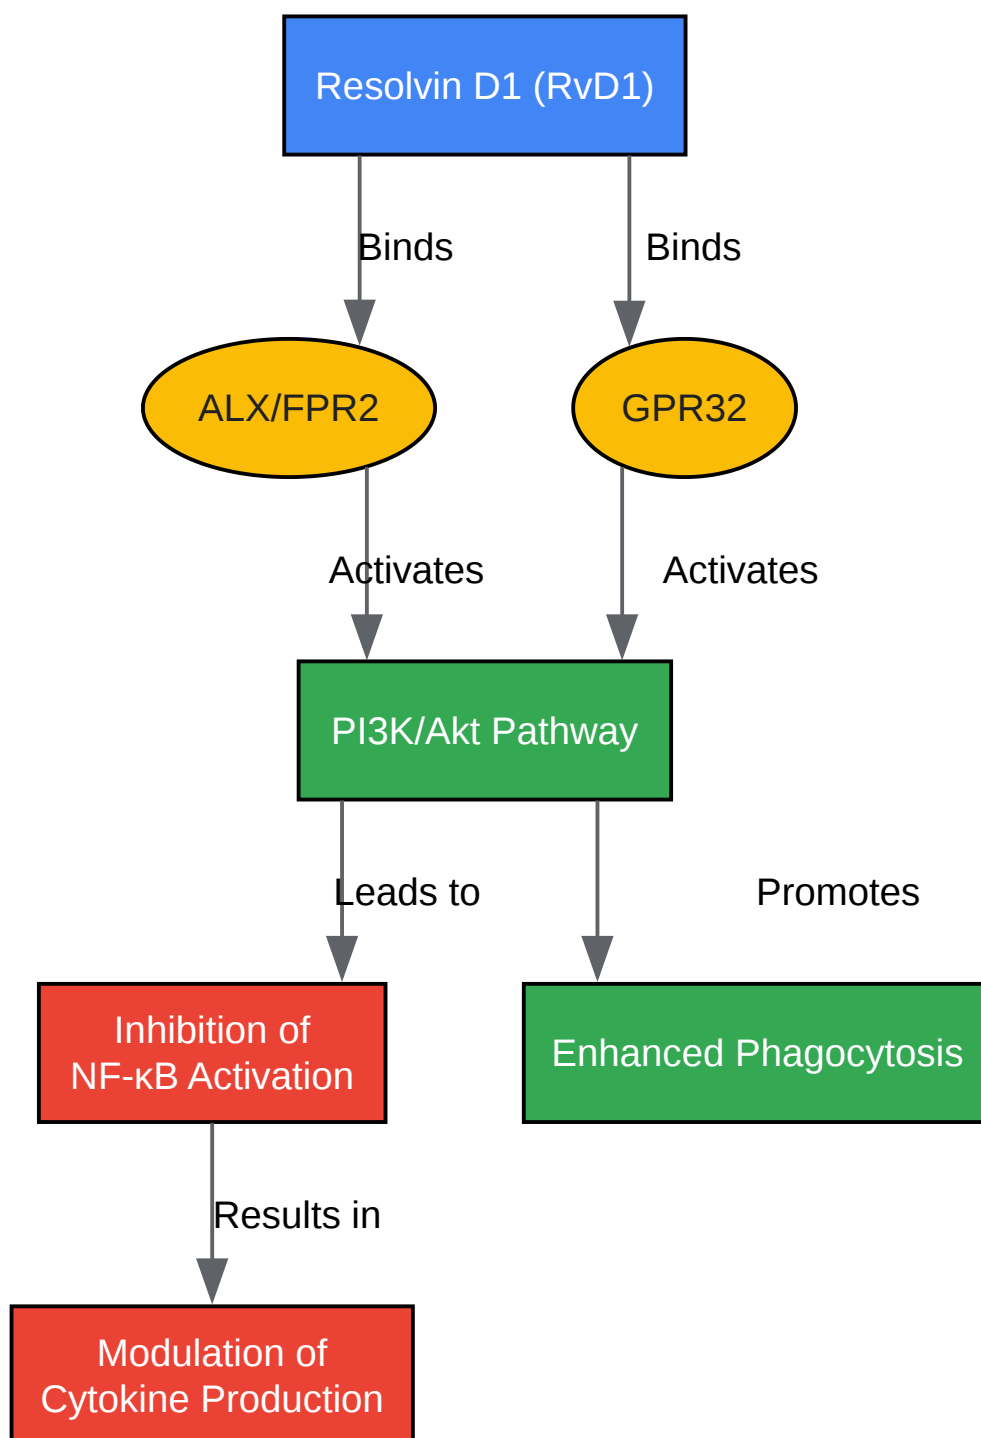 Resolvin D1 (RvD1)
Binds
Binds
ALX/FPR2
GPR32
Activates
Activates
PI3K/Akt Pathway
Leads to
Promotes
Inhibition of
NF-κB Activation
Enhanced Phagocytosis
Results in
Modulation of
Cytokine Production